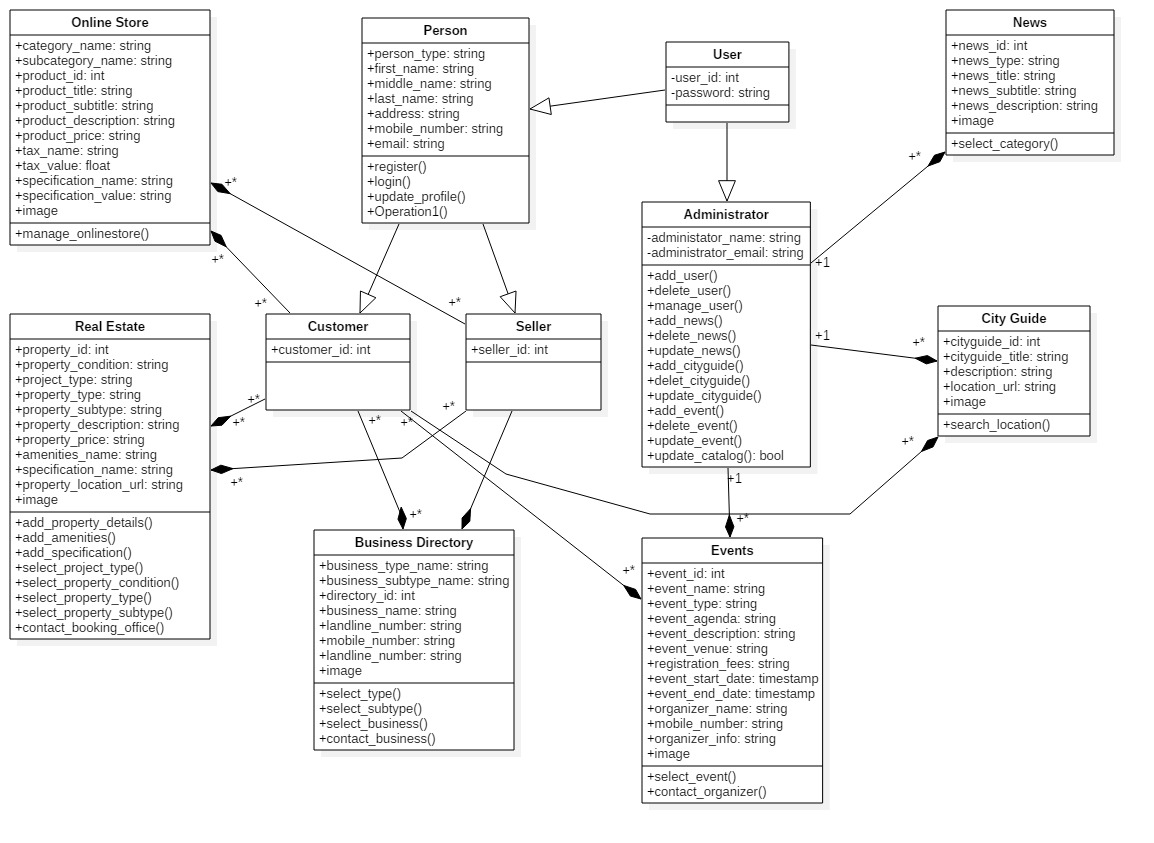 Online Store
+category_name: string
+subcategory_name: string
+product_id: int
+product_title: string
+product_subtitle: string
+product_description: string
+product_price: string
+tax_name: string
+tax_value: float
+specification_name: string
+specification_value: string
+image
+manage_onlinestore()
Person
+person_type: string
+first_name: string
+middle_name: string
+last_name: string
+address: string
+mobile_number: string
+email: string
+register()
+login()
+update_profile()
+Operation1()
User
-user_id: int
-password: string
News
+news_id: int
+news_type: string
+news_title: string
+news_subtitle: string
+news_description: string
+image
+select_category()
+*
+*
+*
+*
+*
+*
+1
Administrator
-administator_name: string
-administrator_email: string
+add_user()
+delete_user()
+manage_user()
+add_news()
+delete_news()
+update_news()
+add_cityguide()
+delet_cityguide()
+update_cityguide()
+add_event()
+delete_event()
+update_event()
+update_catalog(): bool
+1
+*
City Guide
+cityguide_id: int
+cityguide_title: string
+description: string
+location_url: string
+image
+search_location()
Real Estate
+property_id: int
+property_condition: string
+project_type: string
+property_type: string
+property_subtype: string
+property_description: string
+property_price: string
+amenities_name: string
+specification_name: string
+property_location_url: string
+image
+add_property_details()
+add_amenities()
+add_specification()
+select_project_type()
+select_property_condition()
+select_property_type()
+select_property_subtype()
+contact_booking_office()
Customer
+customer_id: int
Seller
+seller_id: int
+*
+*
+*
+*
+*
+*
+*
+1
+*
+*
+*
Business Directory
+business_type_name: string
+business_subtype_name: string
+directory_id: int
+business_name: string
+landline_number: string
+mobile_number: string
+landline_number: string
+image
+select_type()
+select_subtype()
+select_business()
+contact_business()
Events
+event_id: int
+event_name: string
+event_type: string
+event_agenda: string
+event_description: string
+event_venue: string
+registration_fees: string
+event_start_date: timestamp
+event_end_date: timestamp
+organizer_name: string
+mobile_number: string
+organizer_info: string
+image
+select_event()
+contact_organizer()